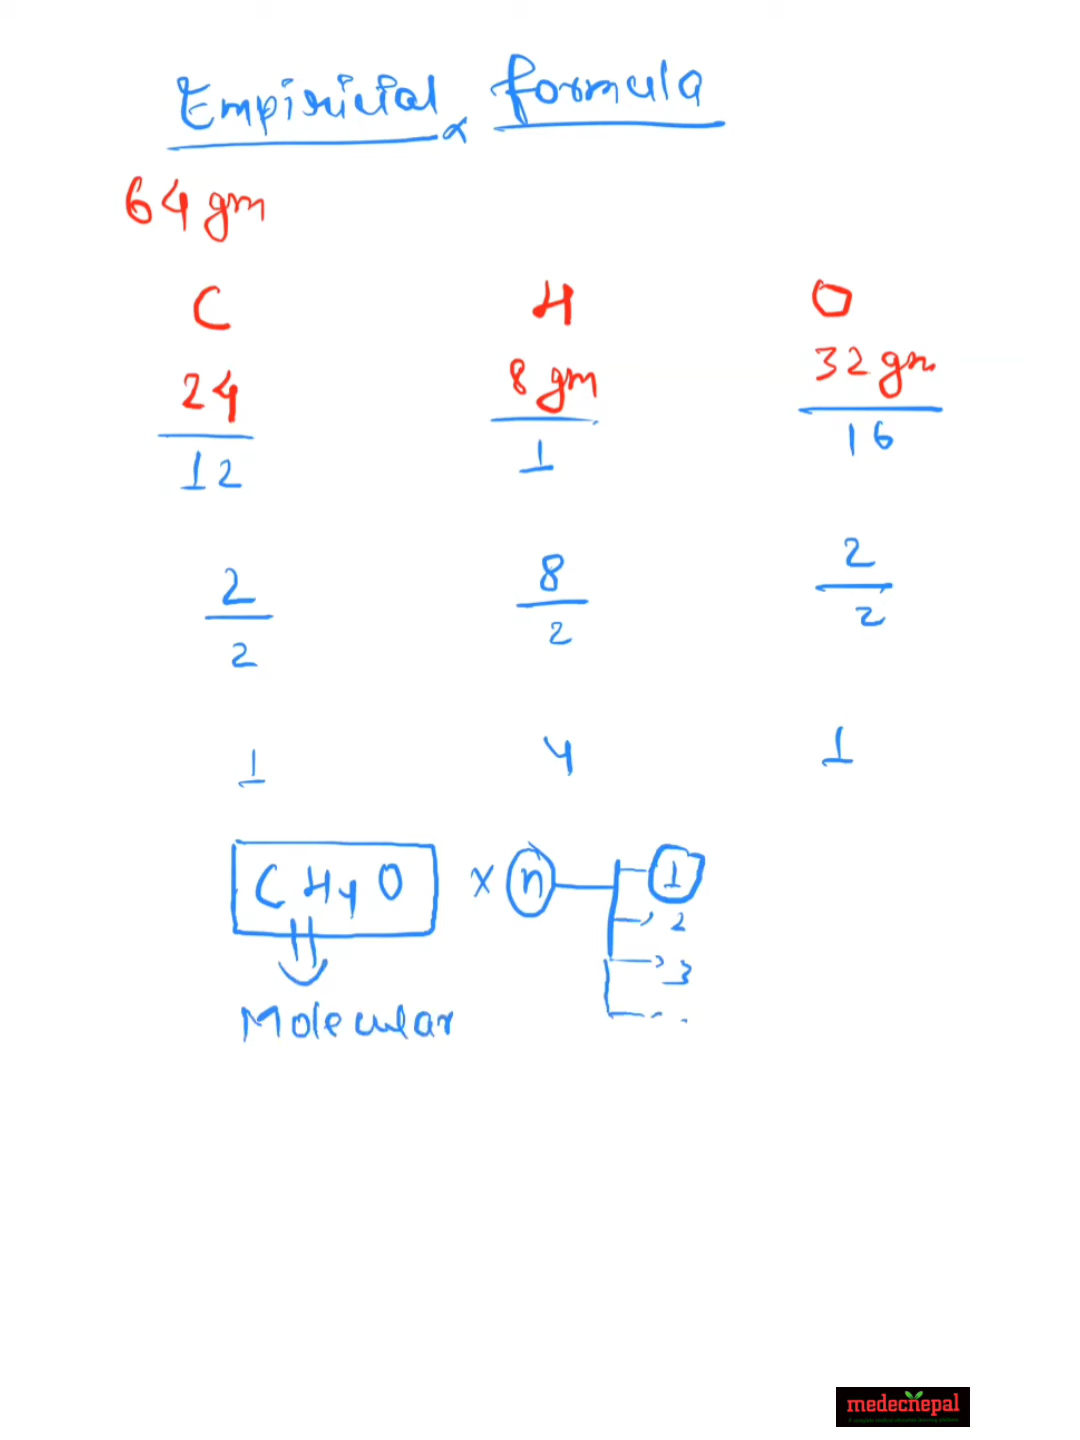 Empiricial formula
64 gm
C H O
24 8 gm 32 gm
12 1 16
2 8 2
2 2 2
1 4 1
CH4O × n 1
2
3
Molecular
medecnepal